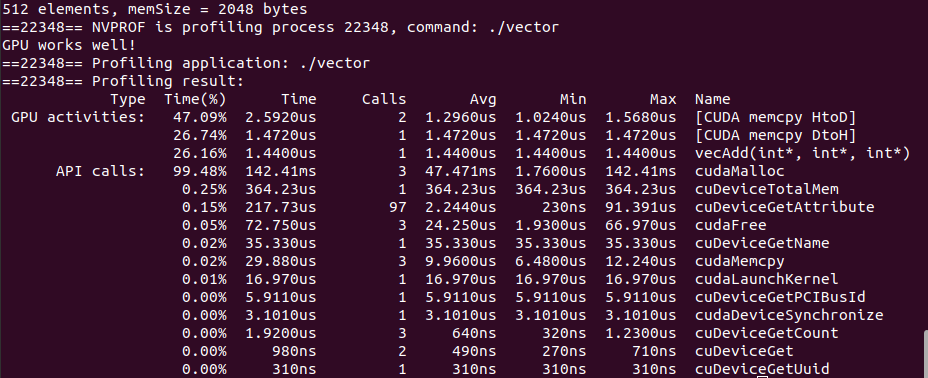 512 elements, memSize = 2048 bytes
==22348== NVPROF is profiling process 22348, command: ./vector
GPU works well!
==22348== Profiling application: ./vector
==22348== Profiling result:
Type Time(%) Time Calls Avg Min Max Name
GPU activities: 47.09% 2.5920us 2 1.2960us 1.0240us 1.5680us [CUDA memcpy HtoD]
26.74% 1.4720us 1 1.4720us 1.4720us 1.4720us [CUDA memcpy DtoH]
26.16% 1.4400us 1 1.4400us 1.4400us 1.4400us vecAdd(int*, int*, int*)
API calls: 99.48% 142.41ms 3 47.471ms 1.7600us 142.41ms cudaMalloc
0.25% 364.23us 1 364.23us 364.23us 364.23us cuDeviceTotalMem
0.15% 217.73us 97 2.2440us 230ns 91.391us cuDeviceGetAttribute
0.05% 72.750us 3 24.250us 1.9300us 66.970us cudaFree
0.02% 35.330us 1 35.330us 35.330us 35.330us cuDeviceGetName
0.02% 29.880us 3 9.9600us 6.4800us 12.240us cudaMemcpy
0.01% 16.970us 1 16.970us 16.970us 16.970us cudaLaunchKernel
0.00% 5.9110us 1 5.9110us 5.9110us 5.9110us cuDeviceGetPCIBusId
0.00% 3.1010us 1 3.1010us 3.1010us 3.1010us cudaDeviceSynchronize
0.00% 1.9200us 3 640ns 320ns 1.2300us cuDeviceGetCount
0.00% 980ns 2 490ns 270ns 710ns cuDeviceGet
0.00% 310ns 1 310ns 310ns 310ns cuDeviceGetUuid